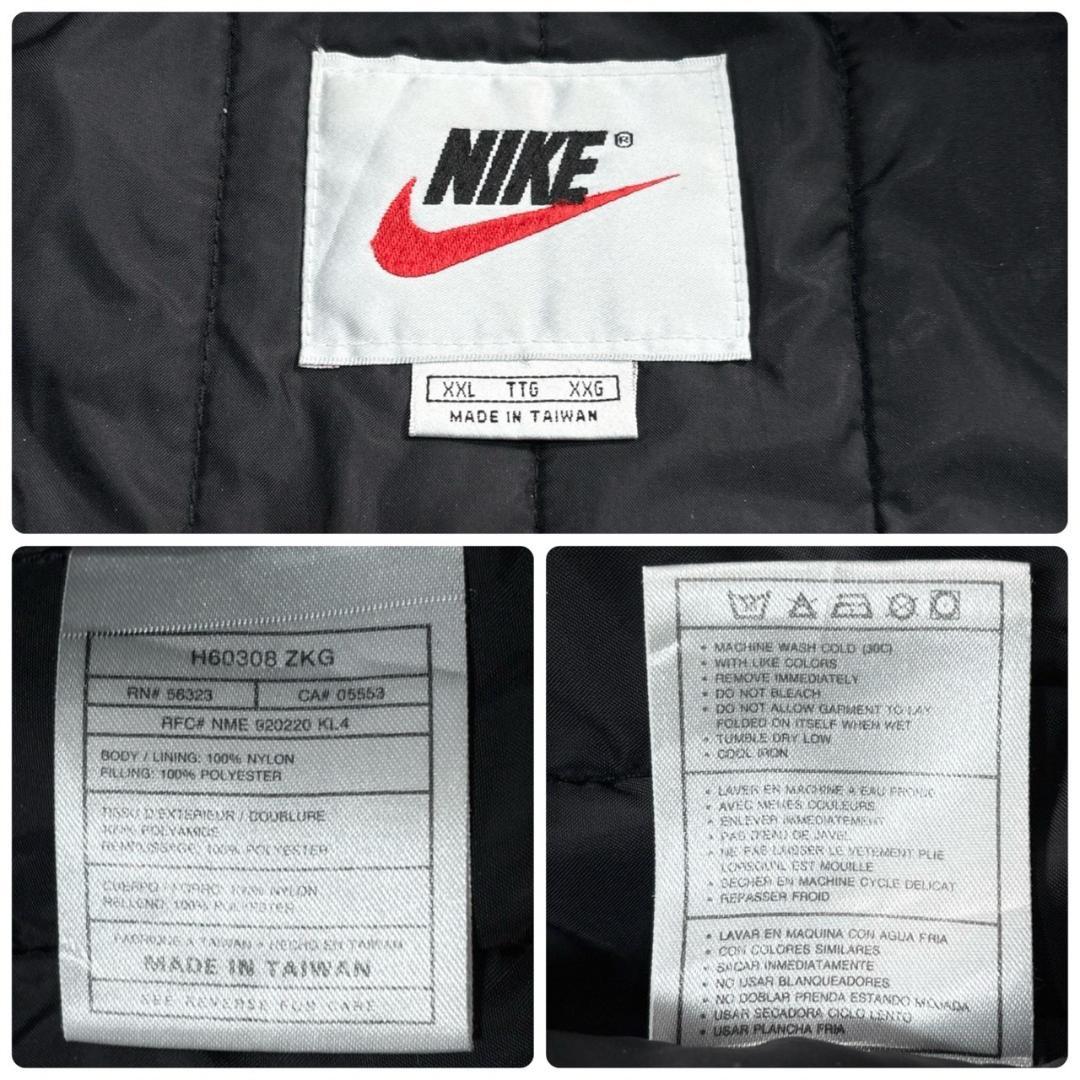 NIKE®
XXL TTG XXG
MADE IN TAIWAN
H60308 ZKG
RN# 56323 CA# 05553
RFC# NME 920220 KL4
BODY / LINING: 100% NYLON
FILLING: 100% POLYESTER
TISSU D'EXTERIEUR / DOUBLURE
100% POLYAMIDE
REMBOURRAGE: 100% POLYESTER
CUERPO / FORRO: 100% NYLON
RELLENO: 100% POLYESTER
FABRIQUE A TAIWAN • HECHO EN TAIWAN
MADE IN TAIWAN
SEE REVERSE FOR CARE
• MACHINE WASH COLD (30C)
• WITH LIKE COLORS
• REMOVE IMMEDIATELY
• DO NOT BLEACH
• DO NOT ALLOW GARMENT TO LAY
FOLDED ON ITSELF WHEN WET
• TUMBLE DRY LOW
• COOL IRON
• LAVER EN MACHINE A EAU FROIDE
• AVEC MEMES COULEURS
• ENLEVER IMMEDIATEMENT
• PAS D'EAU DE JAVEL
• NE PAS LAISSER LE VETEMENT PLIE
LORSQU'IL EST MOUILLE
• SECHER EN MACHINE CYCLE DELICAT
• REPASSER FROID
• LAVAR EN MAQUINA CON AGUA FRIA
• CON COLORES SIMILARES
• SACAR INMEDIATAMENTE
• NO USAR BLANQUEADORES
• NO DOBLAR PRENDA ESTANDO MOJADA
• USAR SECADORA CICLO LENTO
• USAR PLANCHA FRIA